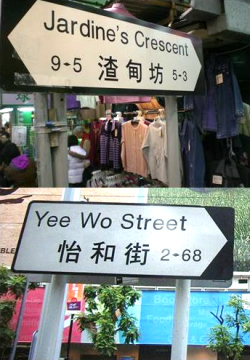 Jardine's Crescent
9→5 渣甸坊 5-3
Yee Wo Street
怡和街 2→68